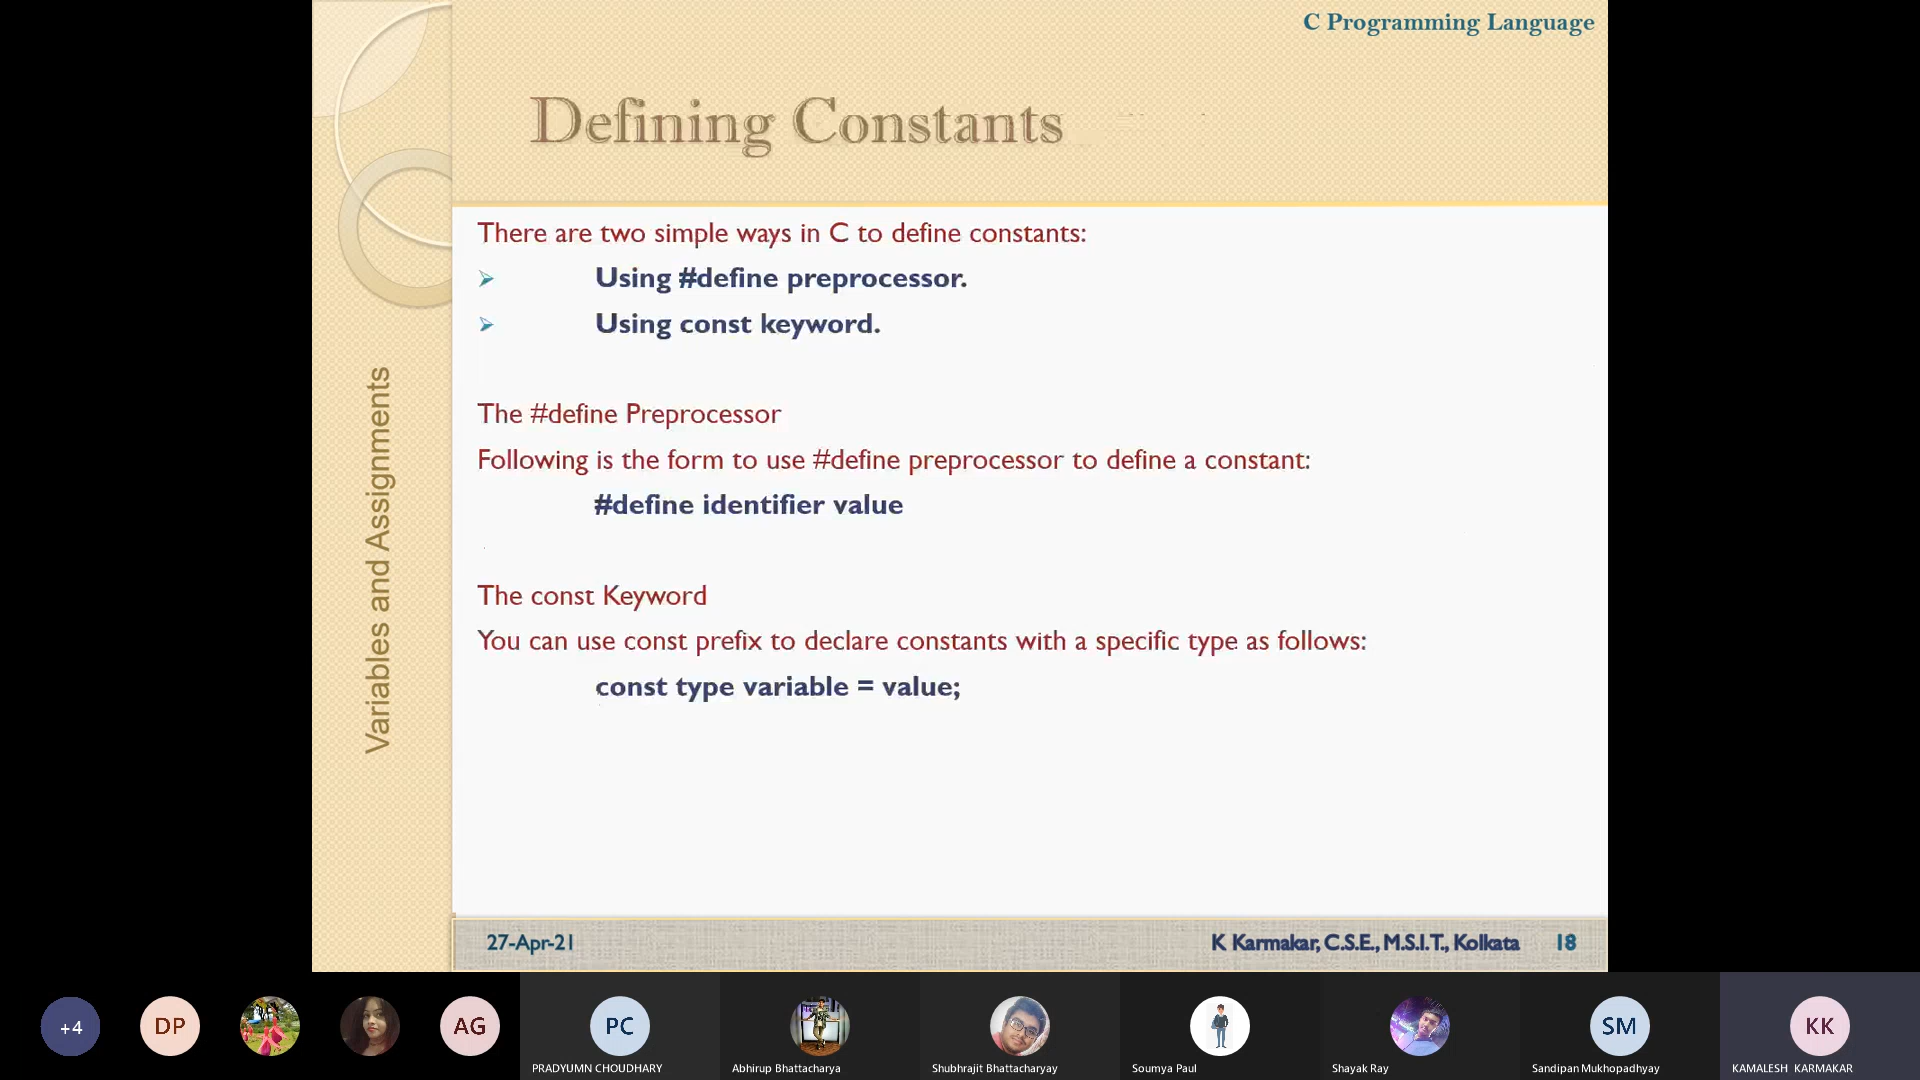 C Programming Language
Defining Constants
There are two simple ways in C to define constants:
Using #define preprocessor.
Using const keyword.
The #define Preprocessor
Following is the form to use #define preprocessor to define a constant:
#define identifier value
The const Keyword
You can use const prefix to declare constants with a specific type as follows:
const type variable = value;
Variables and Assignments
27-Apr-21
K Karmakar, C.S.E., M.S.I.T., Kolkata
18
+4
DP
AG
PC
SM
KK
PRADYUMN CHOUDHARY
Abhirup Bhattacharya
Shubhrajit Bhattacharyay
Soumya Paul
Shayak Ray
Sandipan Mukhopadhyay
KAMALESH KARMAKAR